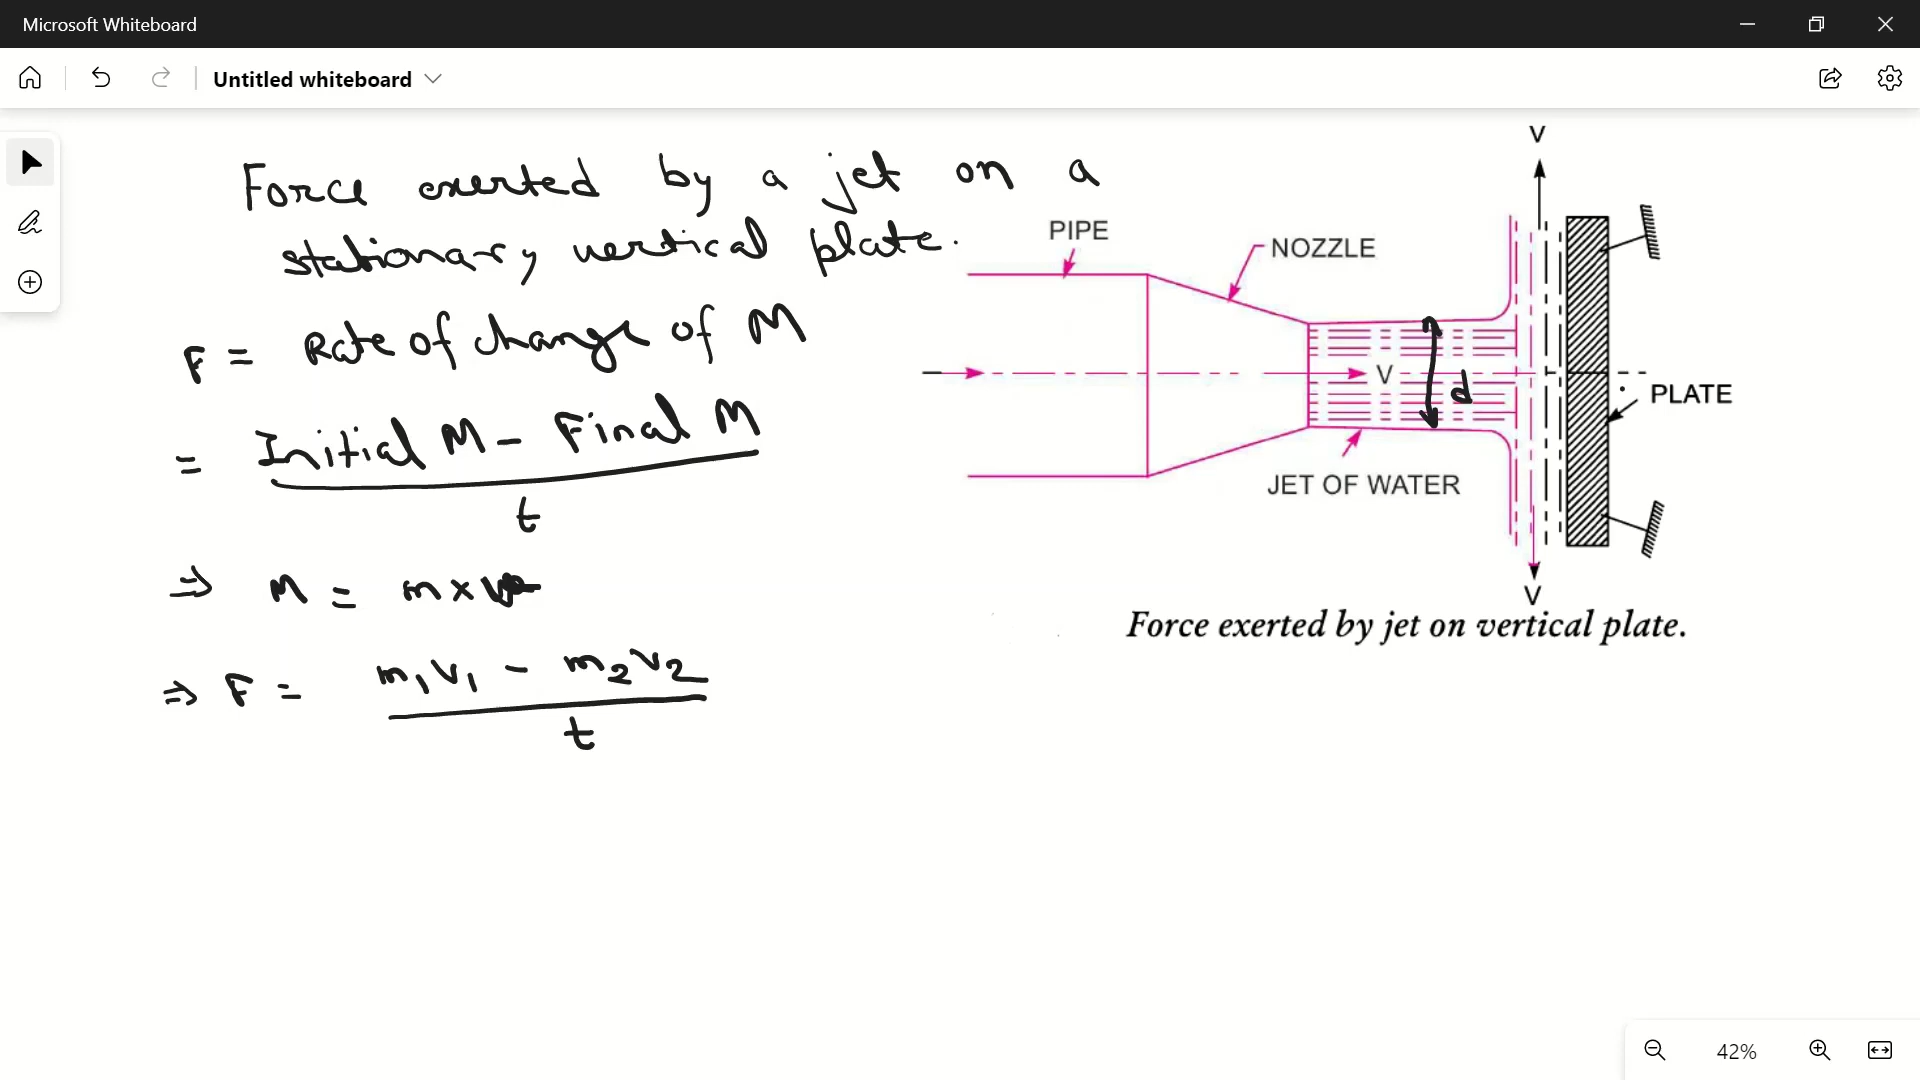 Microsoft Whiteboard
Untitled whiteboard
Force exerted by a jet on a
stationary vertical plate.
F = Rate of change of M
= Initial M - Final M
t
⇒ M = m x v
⇒ F = m₁v₁ - m₂v₂
t
V
PIPE
NOZZLE
V
d
PLATE
JET OF WATER
V
Force exerted by jet on vertical plate.
42%